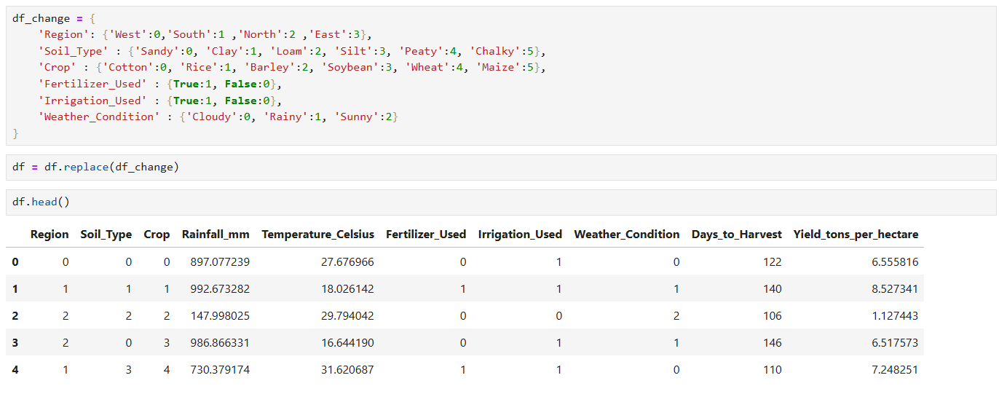 df_change = {
    'Region': {'West':0,'South':1 ,'North':2 ,'East':3},
    'Soil_Type' : {'Sandy':0, 'Clay':1, 'Loam':2, 'Silt':3, 'Peaty':4, 'Chalky':5},
    'Crop' : {'Cotton':0, 'Rice':1, 'Barley':2, 'Soybean':3, 'Wheat':4, 'Maize':5},
    'Fertilizer_Used' : {True:1, False:0},
    'Irrigation_Used' : {True:1, False:0},
    'Weather_Condition' : {'Cloudy':0, 'Rainy':1, 'Sunny':2}
}
df = df.replace(df_change)
df.head()
Region Soil_Type Crop Rainfall_mm Temperature_Celsius Fertilizer_Used Irrigation_Used Weather_Condition Days_to_Harvest Yield_tons_per_hectare
0 0 0 0 897.077239 27.676966 0 1 0 122 6.555816
1 1 1 1 992.673282 18.026142 1 1 1 140 8.527341
2 2 2 2 147.998025 29.794042 0 0 2 106 1.127443
3 2 0 3 986.866331 16.644190 0 1 1 146 6.517573
4 1 3 4 730.379174 31.620687 1 1 0 110 7.248251